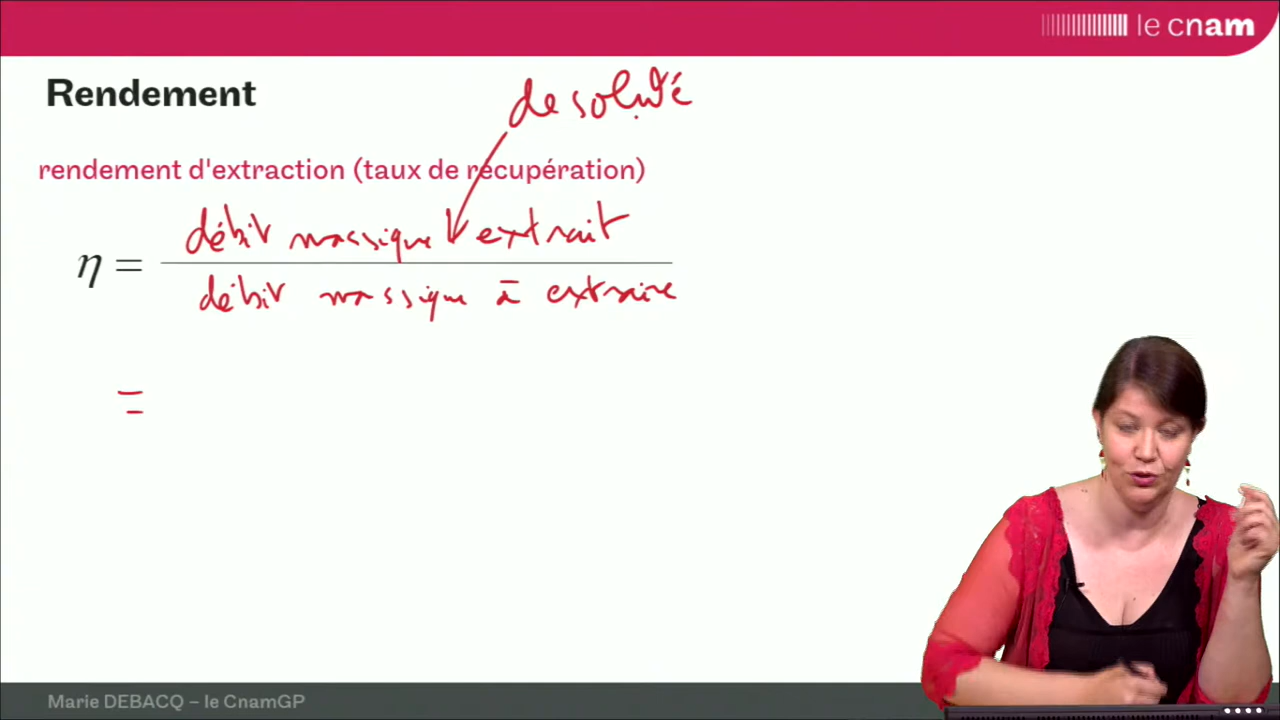 le cnam
Rendement
de soluté
rendement d'extraction (taux de récupération)
débit massique extrait
η =
débit massique à extraire
=
Marie DEBACQ – le CnamGP